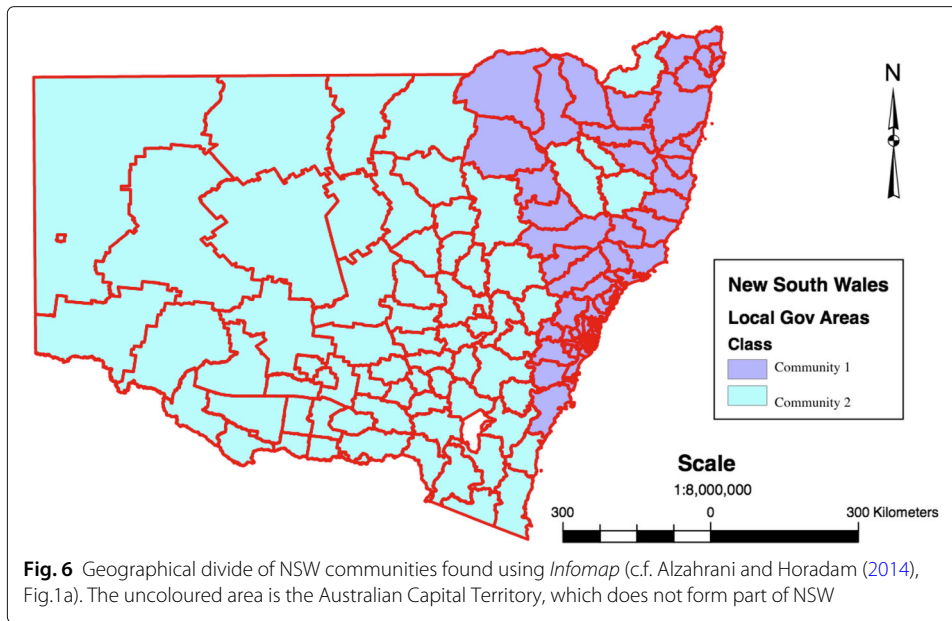 N
New South Wales
Local Gov Areas
Class
Community 1
Community 2
Scale
1:8,000,000
300 0 300 Kilometers
Fig. 6 Geographical divide of NSW communities found using Infomap (c.f. Alzahrani and Horadam (2014),
Fig.1a). The uncoloured area is the Australian Capital Territory, which does not form part of NSW